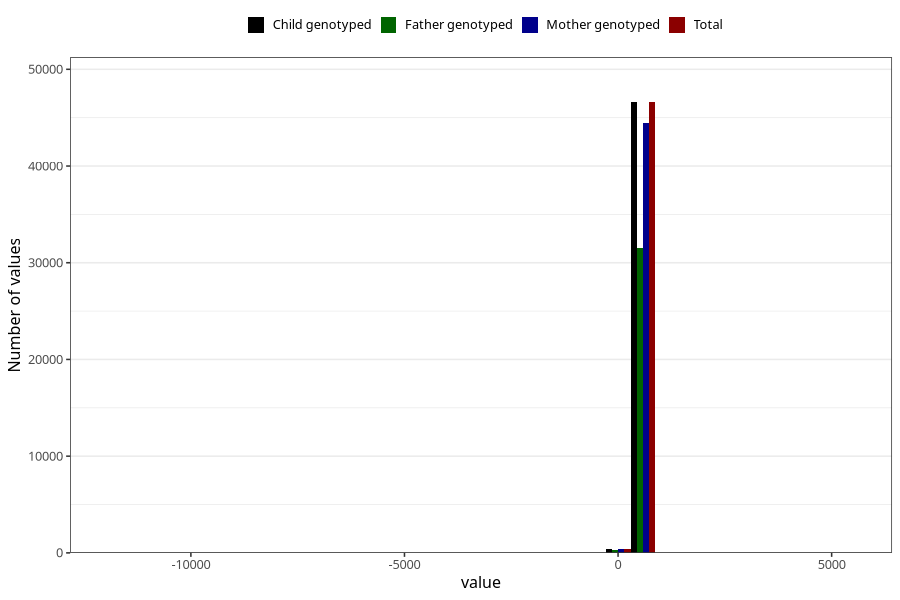 Child genotyped Father genotyped Mother genotyped Total
Number of values
50000
40000
30000
20000
10000
0
-10000 -5000 0 5000
value